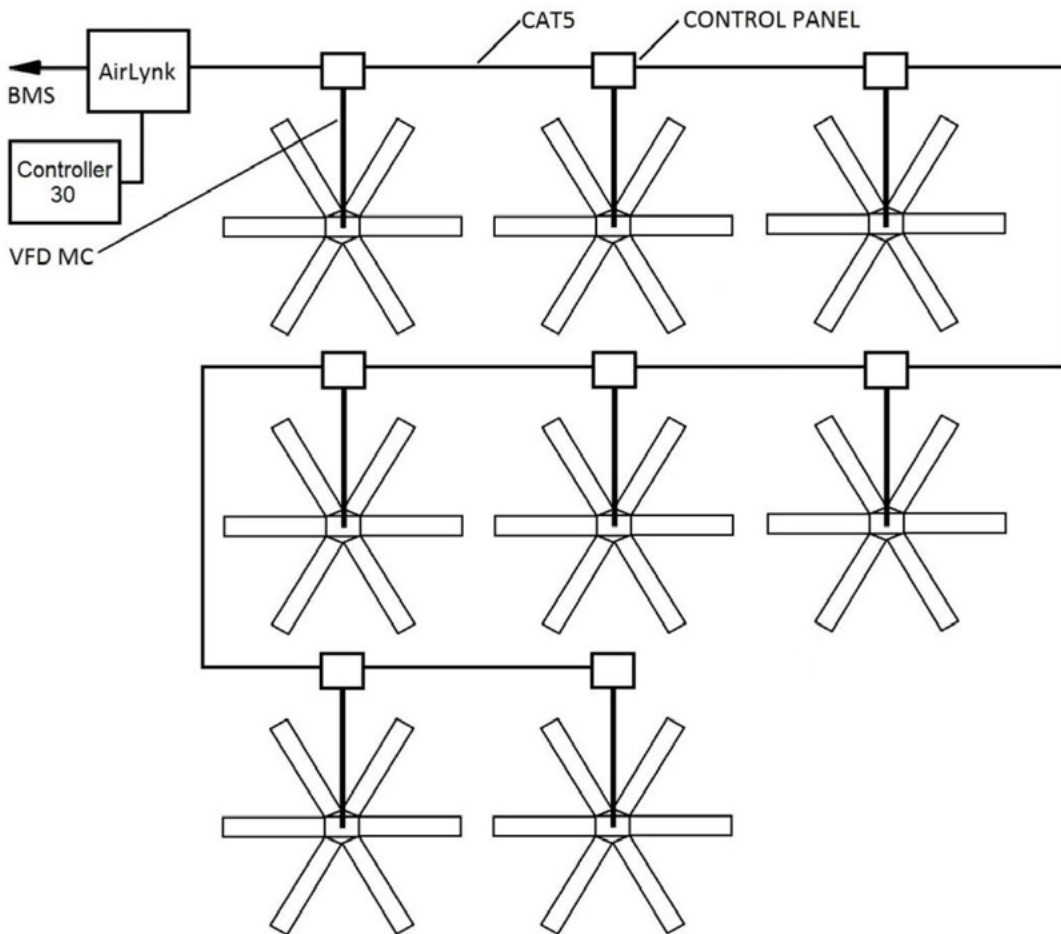 CAT5
CONTROL PANEL
AirLynk
BMS
Controller
30
VFD MC